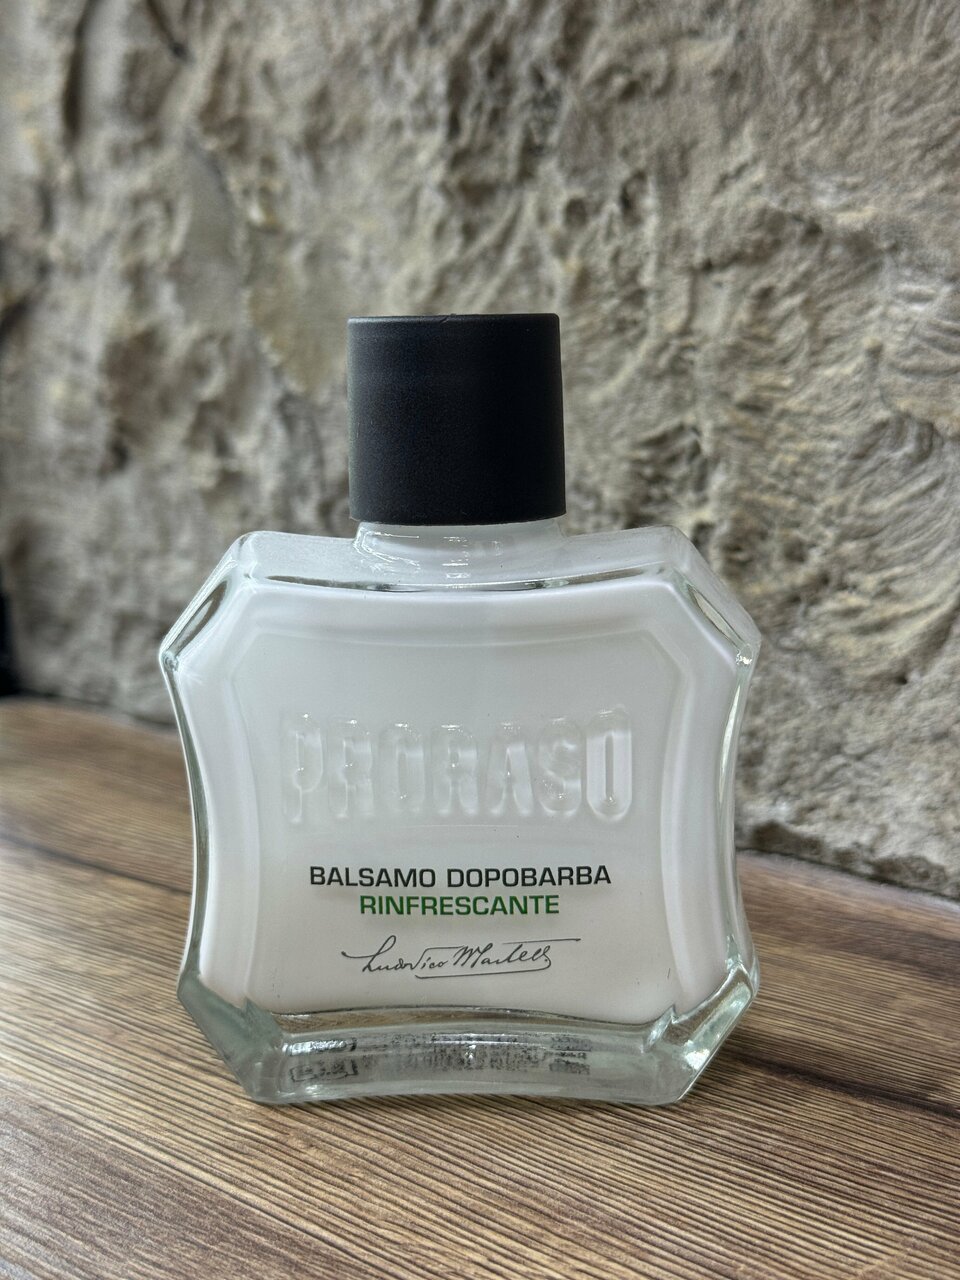 PRORASO
BALSAMO DOPOBARBA
RINFRESCANTE
Ludovico Martelli